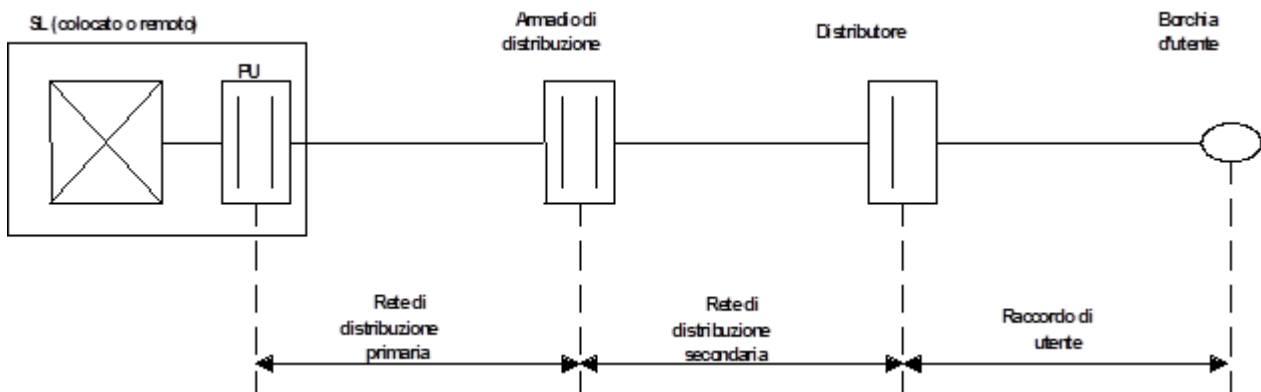 SL (colocato o remoto)
Armadio di
distribuzione
Distributore
Borchia
d'utente
PU
Rete di
distribuzione
primaria
Rete di
distribuzione
secondaria
Raccordo di
utente